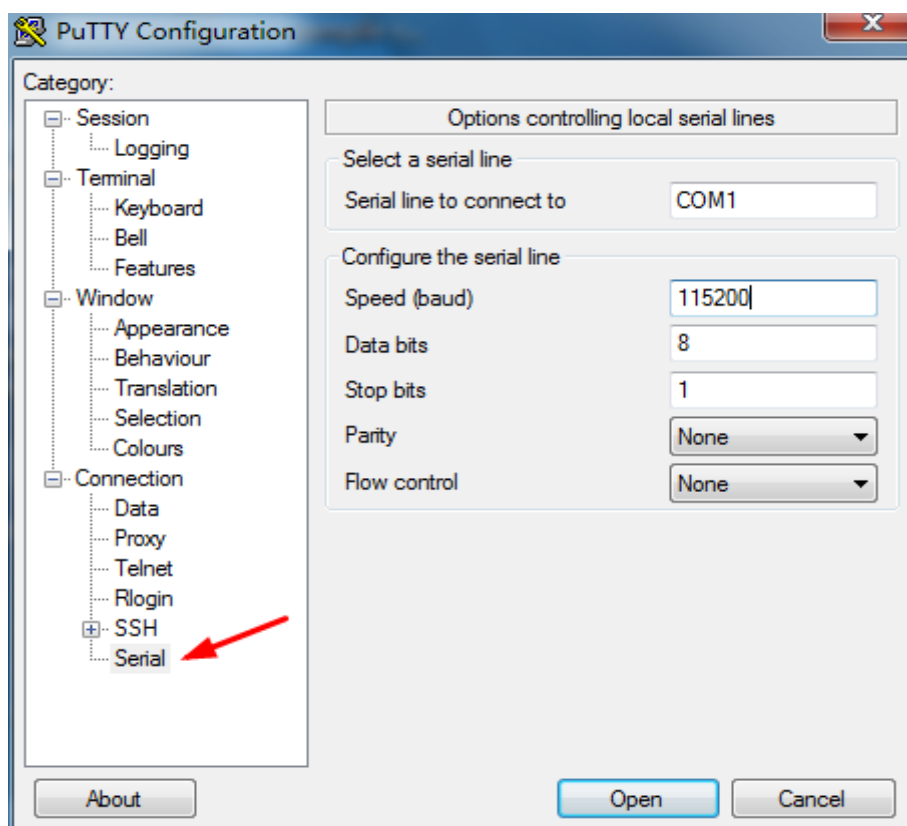 PuTTY Configuration
Category:
Session
Logging
Terminal
Keyboard
Bell
Features
Window
Appearance
Behaviour
Translation
Selection
Colours
Connection
Data
Proxy
Telnet
Rlogin
SSH
Serial
Options controlling local serial lines
Select a serial line
Serial line to connect to COM1
Configure the serial line
Speed (baud) 115200
Data bits 8
Stop bits 1
Parity None
Flow control None
About Open Cancel